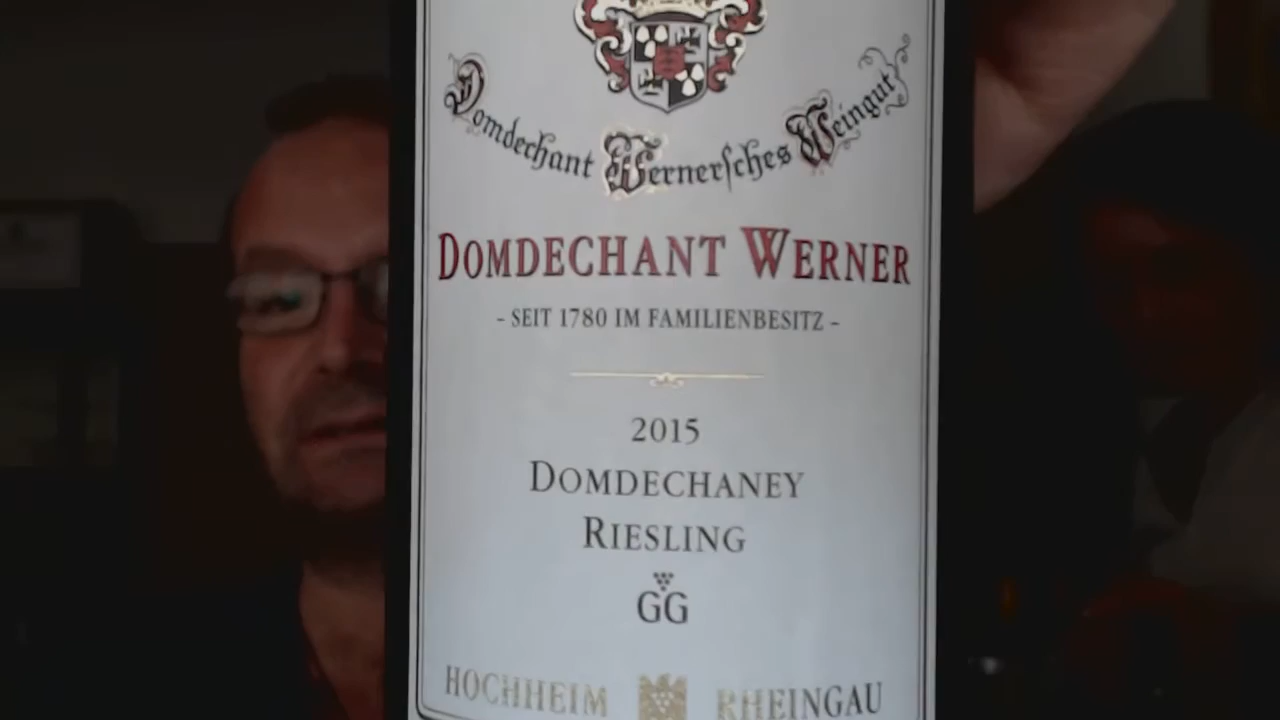 Domdechant Wernersches Weingut
DOMDECHANT WERNER
- SEIT 1780 IM FAMILIENBESITZ -
2015
DOMDECHANEY
RIESLING
GG
HOCHHEIM RHEINGAU